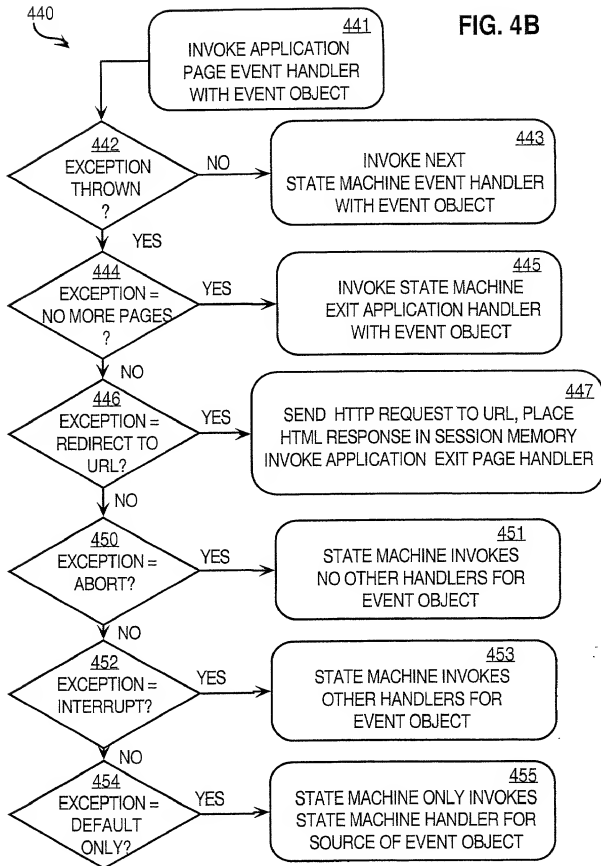 440
FIG. 4B
441
INVOKE APPLICATION
PAGE EVENT HANDLER
WITH EVENT OBJECT
442
EXCEPTION
THROWN
?
NO
443
INVOKE NEXT
STATE MACHINE EVENT HANDLER
WITH EVENT OBJECT
YES
444
EXCEPTION =
NO MORE PAGES
?
YES
445
INVOKE STATE MACHINE
EXIT APPLICATION HANDLER
WITH EVENT OBJECT
NO
446
EXCEPTION =
REDIRECT TO
URL?
YES
447
SEND HTTP REQUEST TO URL, PLACE
HTML RESPONSE IN SESSION MEMORY
INVOKE APPLICATION EXIT PAGE HANDLER
NO
450
EXCEPTION =
ABORT?
YES
451
STATE MACHINE INVOKES
NO OTHER HANDLERS FOR
EVENT OBJECT
NO
452
EXCEPTION =
INTERRUPT?
YES
453
STATE MACHINE INVOKES
OTHER HANDLERS FOR
EVENT OBJECT
NO
454
EXCEPTION =
DEFAULT
ONLY?
YES
455
STATE MACHINE ONLY INVOKES
STATE MACHINE HANDLER FOR
SOURCE OF EVENT OBJECT